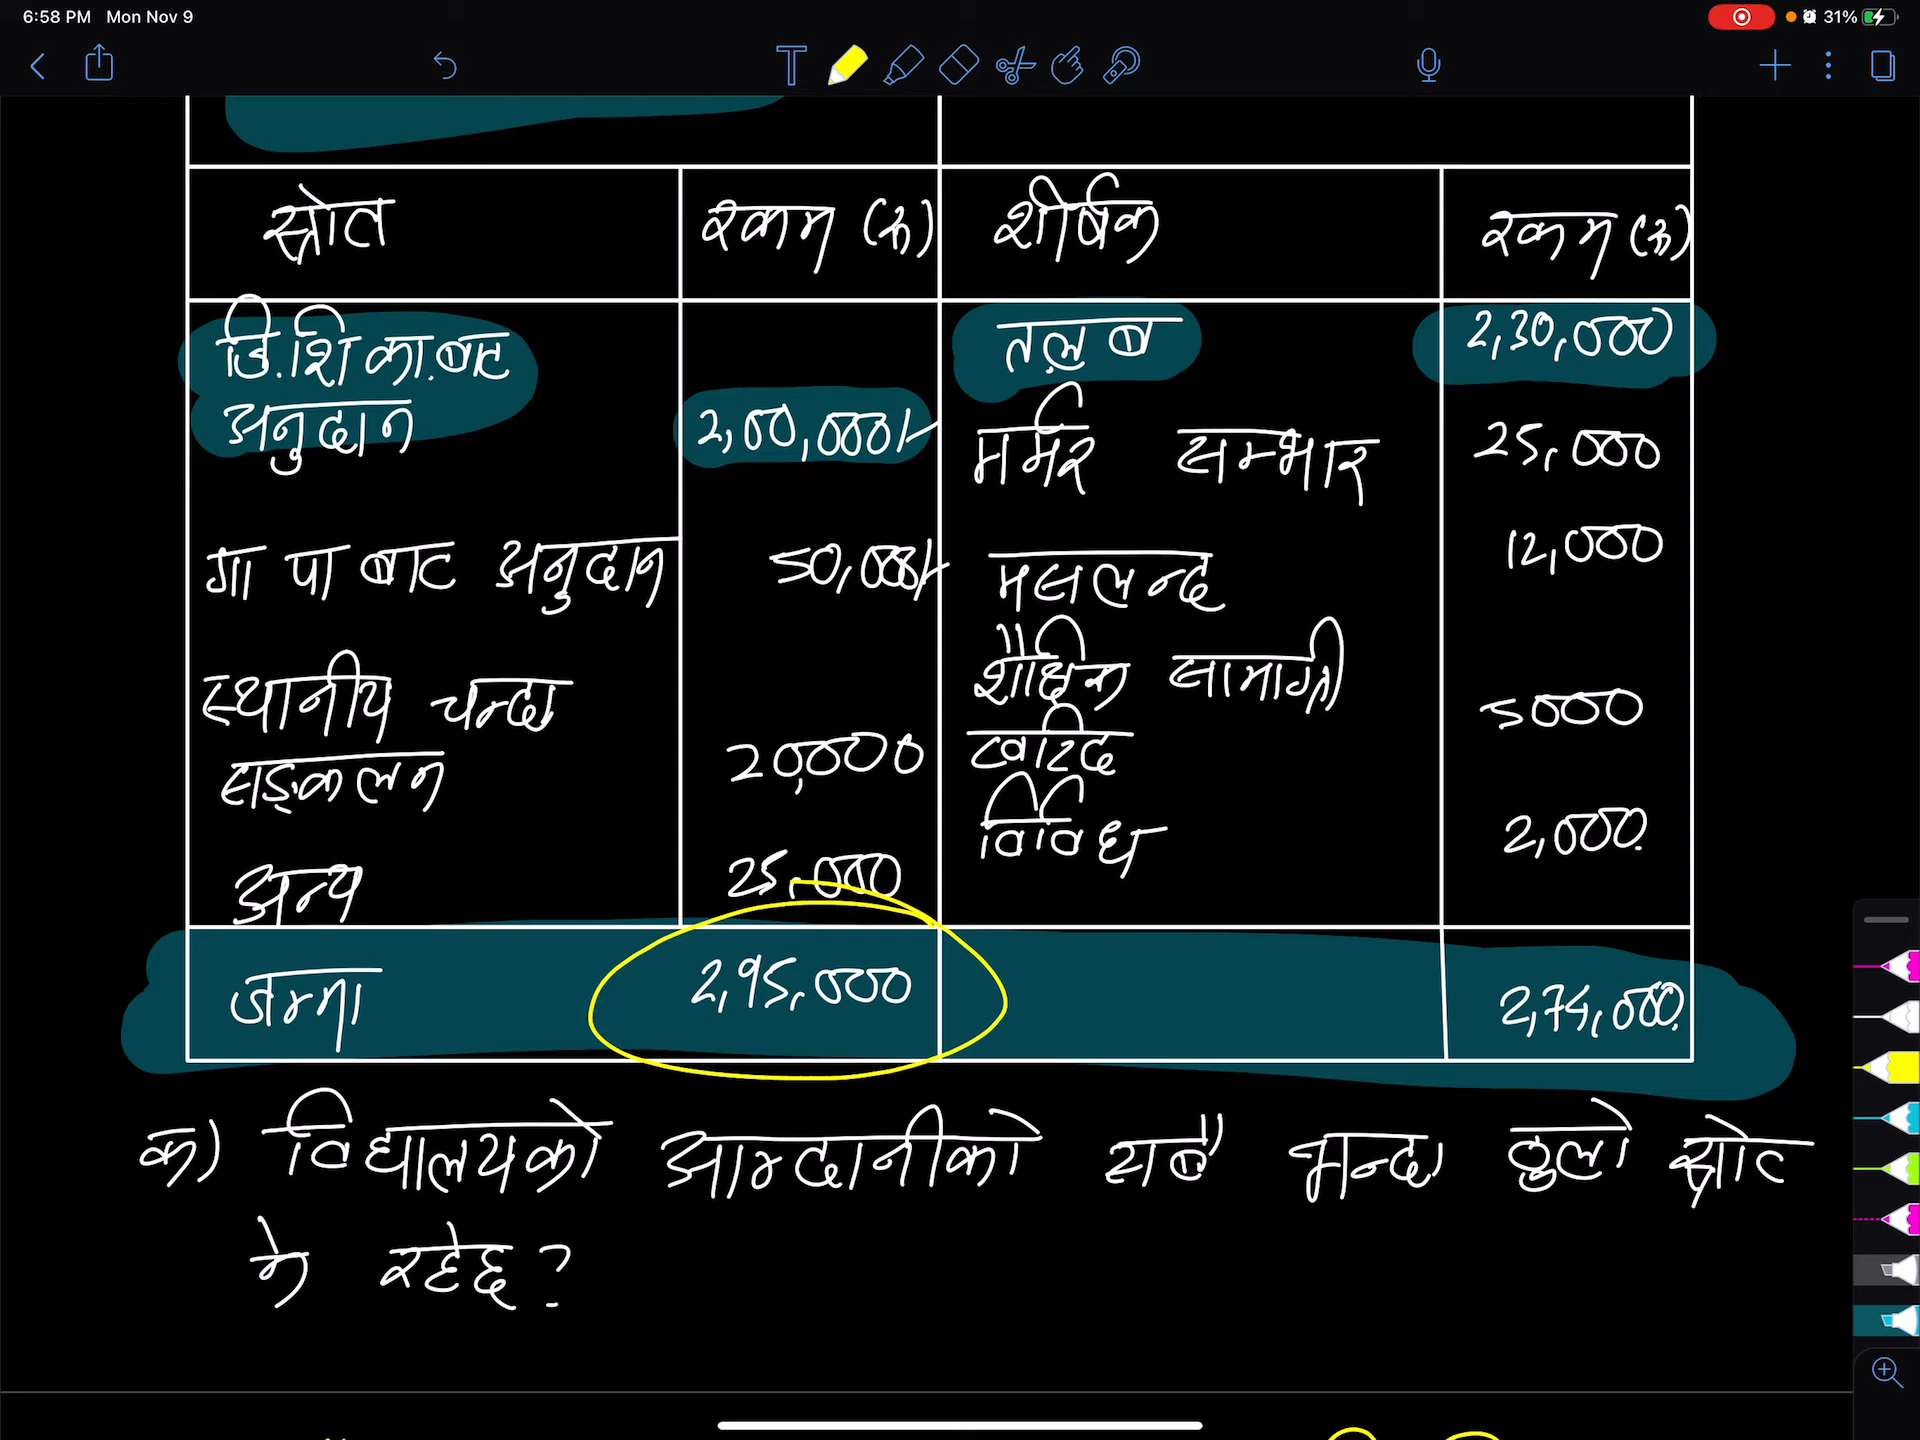 6:58 PM Mon Nov 9
31%
स्रोत रकम (रु) शीर्षक रकम (रु)
जि.शि.का.बाट तलब 2,30,000
अनुदान 2,00,000/- मर्मत सम्भार 25,000
गा पा बाट अनुदान 50,000/- मसलन्द 12,000
स्थानीय चन्दा शैक्षिक सामाग्री 5000
सङ्कलन 20,000 खरिद
विविध 2,000
अन्य 25,000
जम्मा 2,95,000 2,74,000
क) विद्यालयको आम्दानीको सबै भन्दा ठुलो स्रोत
के रहेछ ?